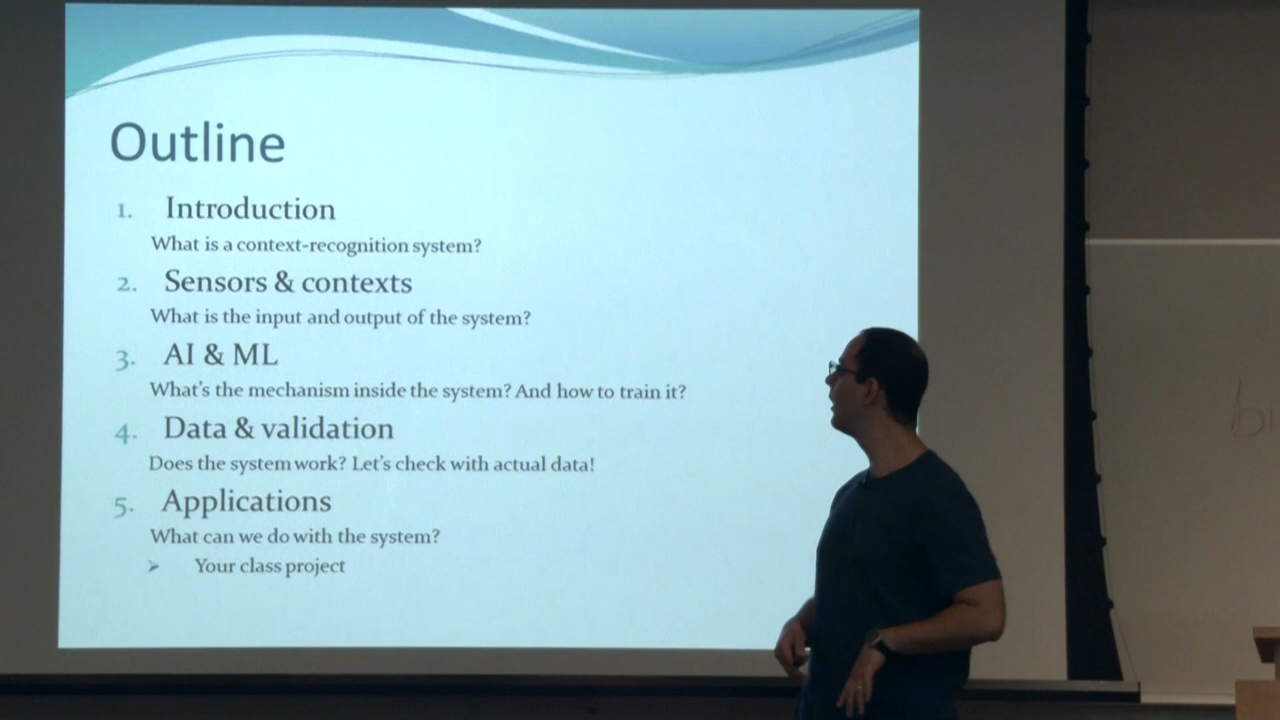 Outline
1. Introduction
What is a context-recognition system?
2. Sensors & contexts
What is the input and output of the system?
3. AI & ML
What's the mechanism inside the system? And how to train it?
4. Data & validation
Does the system work? Let's check with actual data!
5. Applications
What can we do with the system?
➢ Your class project